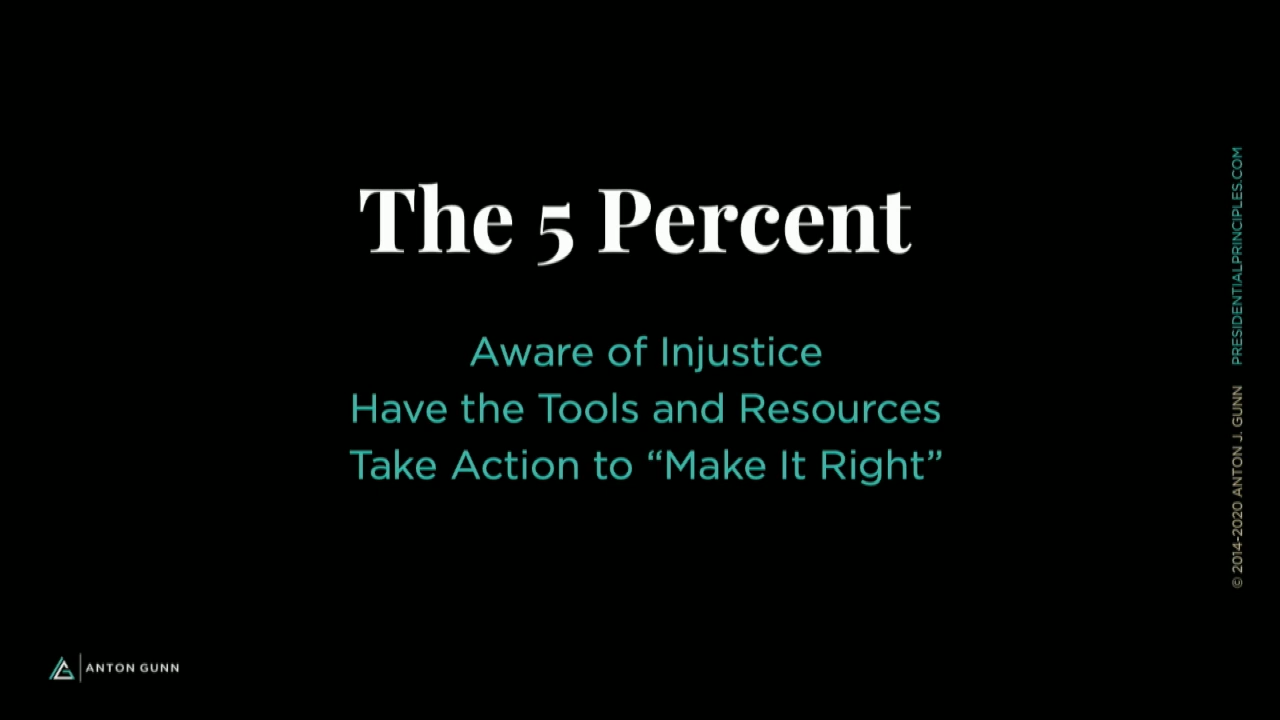 The 5 Percent
Aware of Injustice
Have the Tools and Resources
Take Action to “Make It Right”
© 2014-2020 ANTON J. GUNN PRESIDENTIALPRINCIPLES.COM
ANTON GUNN